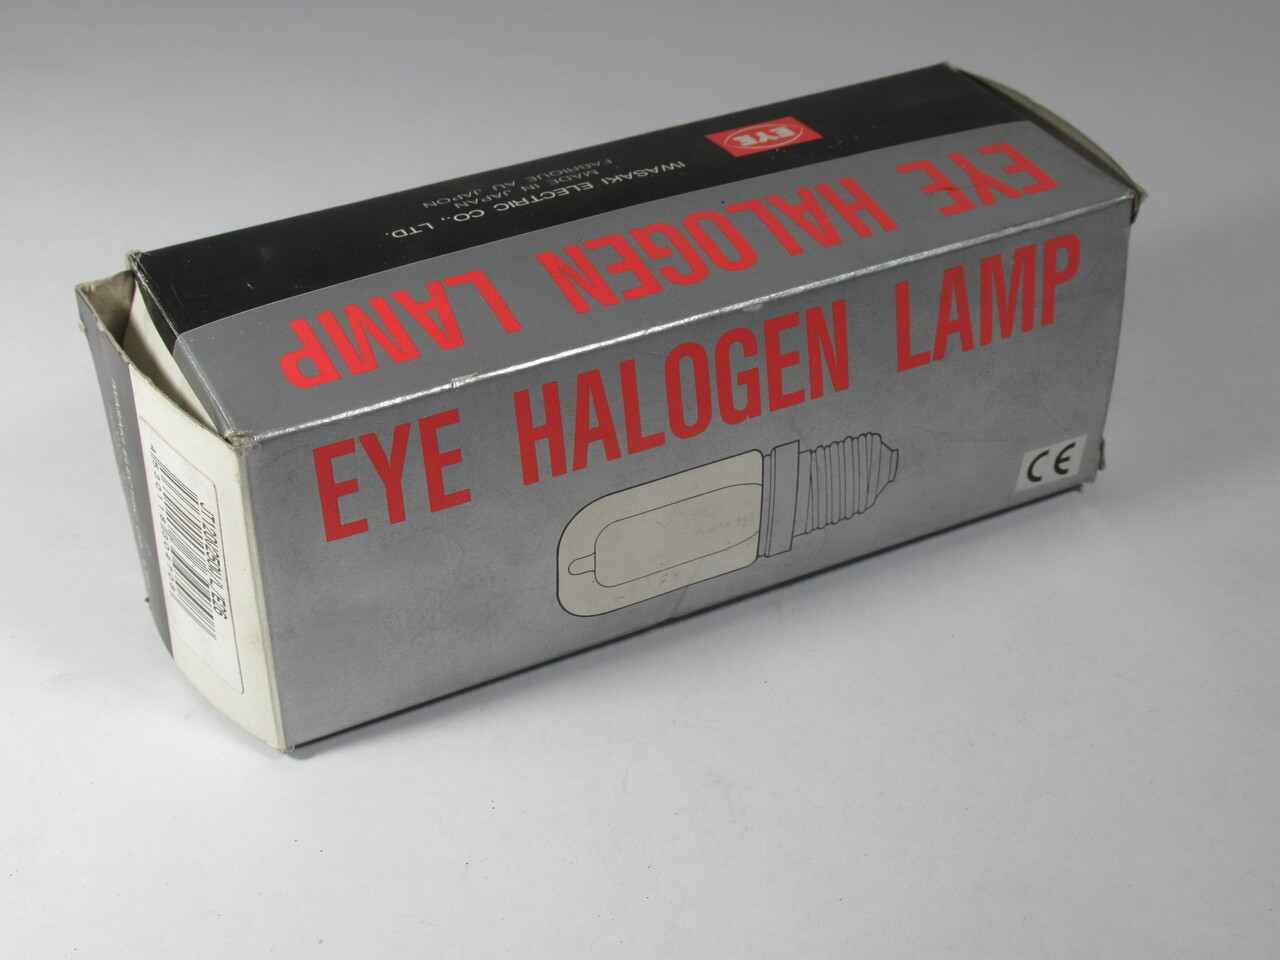 EYE
IWASAKI ELECTRIC CO., LTD.
MADE IN JAPAN
FABRIQUE AU JAPON
EYE HALOGEN LAMP
EYE HALOGEN LAMP
CE